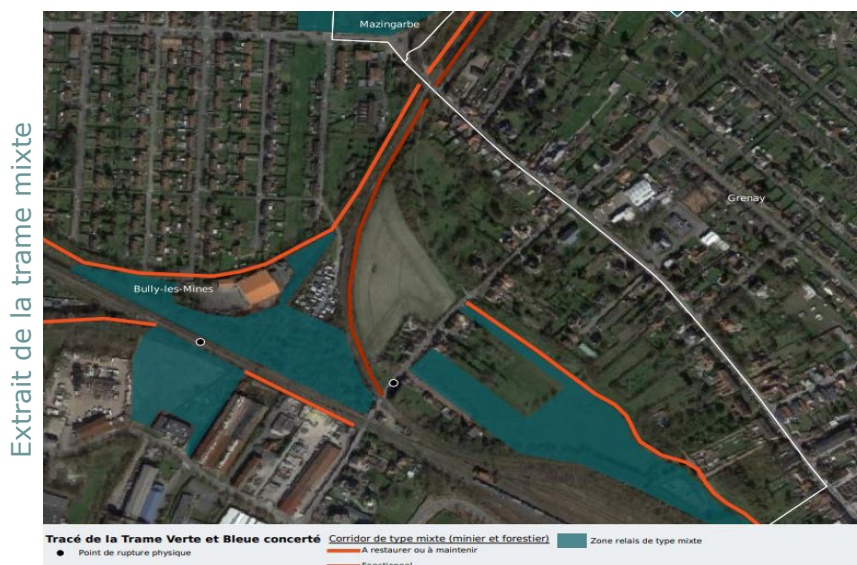 Extrait de la trame mixte
Mazingarbe
Grenay
Bully-les-Mines
Tracé de la Trame Verte et Bleue concerté
Point de rupture physique
Corridor de type mixte (minier et forestier)
A restaurer ou à maintenir
Fonctionnel
Zone relais de type mixte